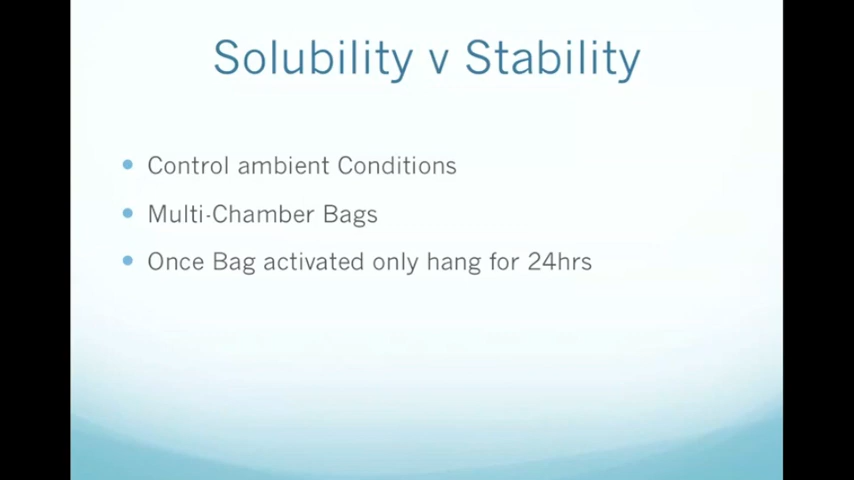 Solubility v Stability
Control ambient Conditions
Multi-Chamber Bags
Once Bag activated only hang for 24hrs